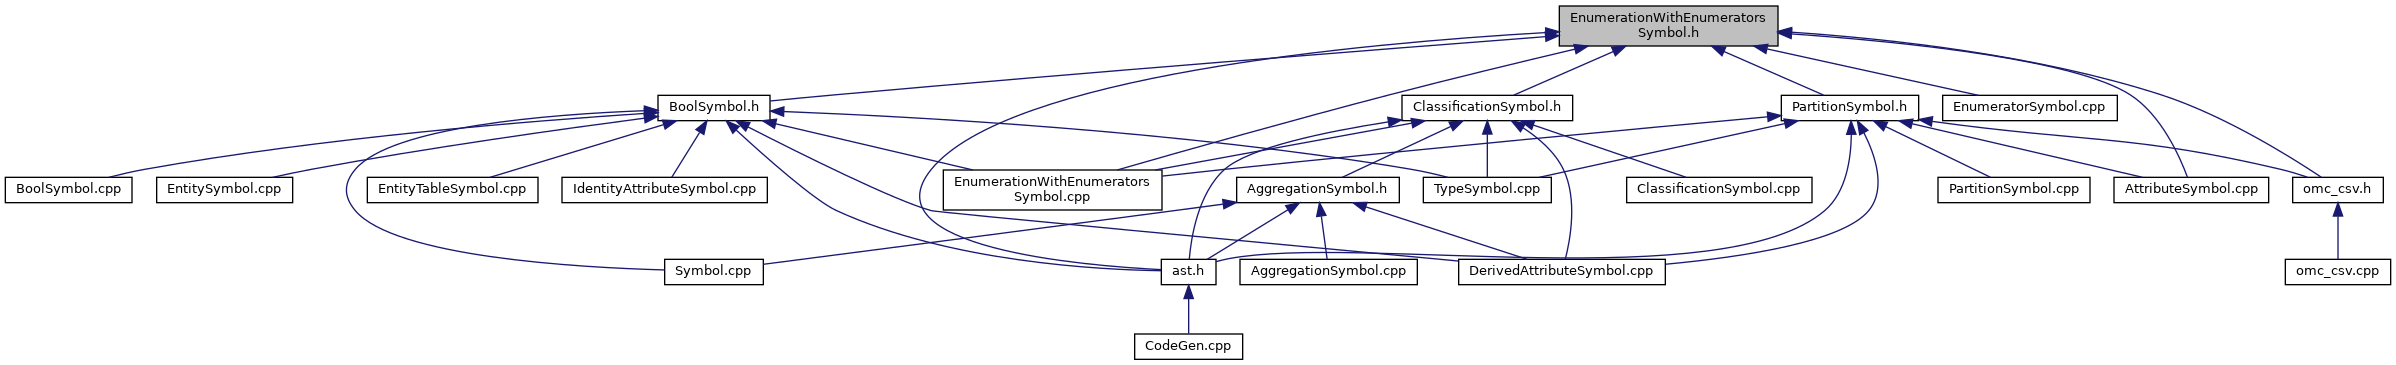 EnumerationWithEnumerators
Symbol.h
BoolSymbol.h
ClassificationSymbol.h
PartitionSymbol.h
EnumeratorSymbol.cpp
BoolSymbol.cpp
EntitySymbol.cpp
EntityTableSymbol.cpp
IdentityAttributeSymbol.cpp
EnumerationWithEnumerators
Symbol.cpp
AggregationSymbol.h
TypeSymbol.cpp
ClassificationSymbol.cpp
PartitionSymbol.cpp
AttributeSymbol.cpp
omc_csv.h
Symbol.cpp
ast.h
AggregationSymbol.cpp
DerivedAttributeSymbol.cpp
omc_csv.cpp
CodeGen.cpp